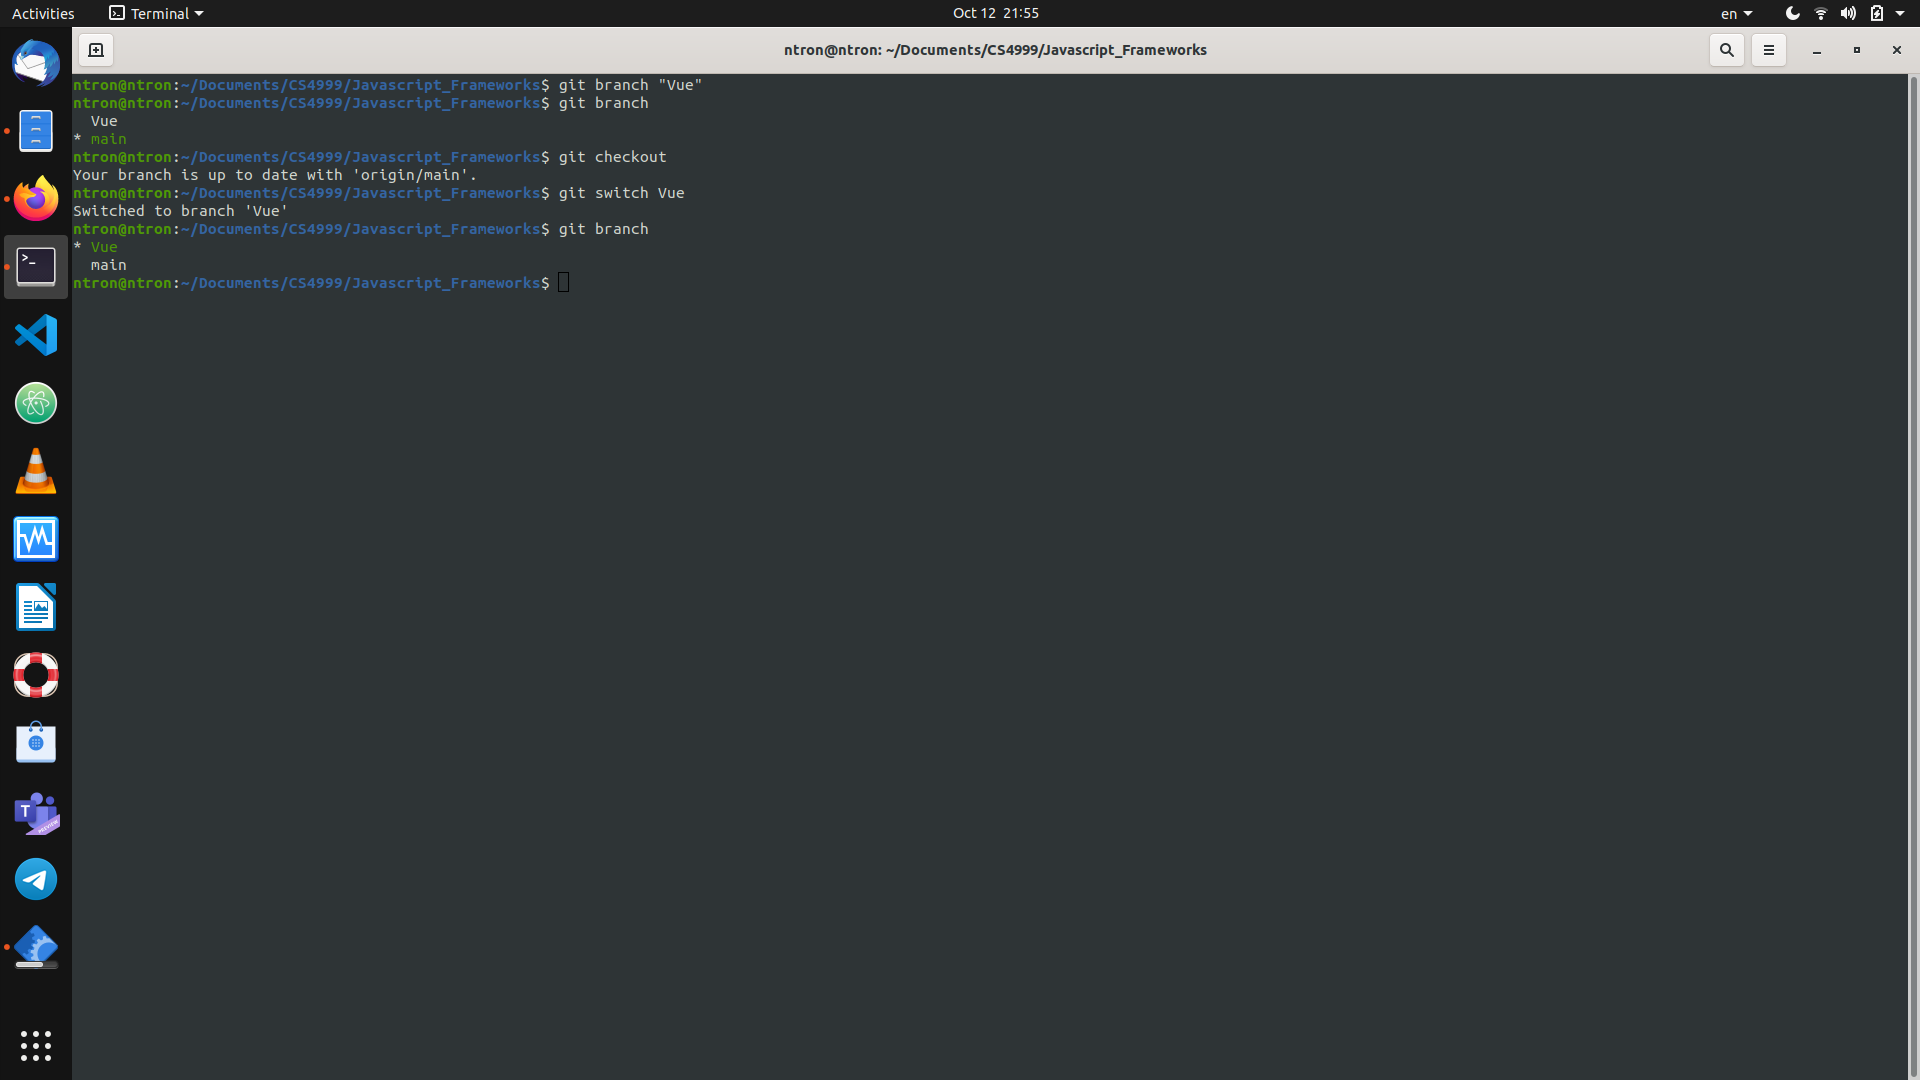 Activities Terminal Oct 12 21:55 en
ntron@ntron: ~/Documents/CS4999/Javascript_Frameworks
ntron@ntron:~/Documents/CS4999/Javascript_Frameworks$ git branch "Vue"
ntron@ntron:~/Documents/CS4999/Javascript_Frameworks$ git branch
  Vue
* main
ntron@ntron:~/Documents/CS4999/Javascript_Frameworks$ git checkout
Your branch is up to date with 'origin/main'.
ntron@ntron:~/Documents/CS4999/Javascript_Frameworks$ git switch Vue
Switched to branch 'Vue'
ntron@ntron:~/Documents/CS4999/Javascript_Frameworks$ git branch
* Vue
  main
ntron@ntron:~/Documents/CS4999/Javascript_Frameworks$
>_
T
PREVIEW